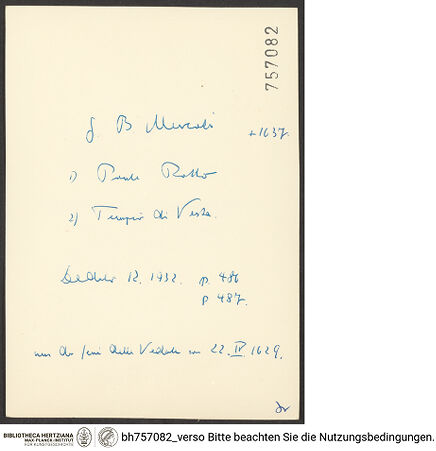 757082
G. B. Mercati +1637.
1) Ponte Rotto
2) Tempio di Vesta.
Dedalo 12. 1932. p. 486
p 487.
aus der Serie delle Vedute von 22. IV 1629.
BIBLIOTHECA HERTZIANA
MAX-PLANCK-INSTITUT
FÜR KUNSTGESCHICHTE
bh757082_verso Bitte beachten Sie die Nutzungsbedingungen.